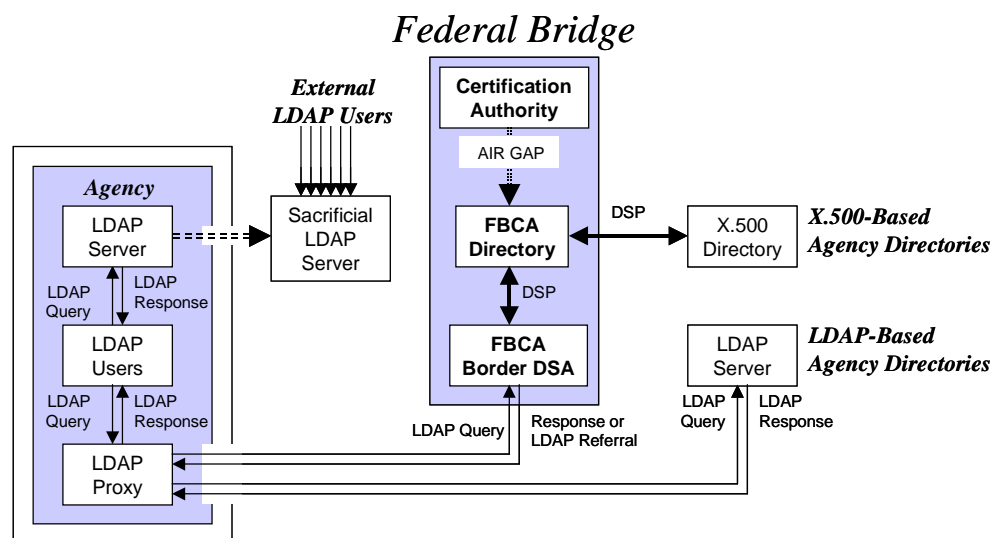 Federal Bridge
Certification
Authority
AIR GAP
FBCA
Directory
DSP
FBCA
Border DSA
External
LDAP Users
Sacrificial
LDAP
Server
Agency
LDAP
Server
LDAP
Query
LDAP
Response
LDAP
Users
LDAP
Query
LDAP
Response
LDAP
Proxy
DSP
X.500
Directory
X.500-Based
Agency Directories
LDAP
Server
LDAP-Based
Agency Directories
LDAP Query
Response or
LDAP Referral
LDAP
Query
LDAP
Response